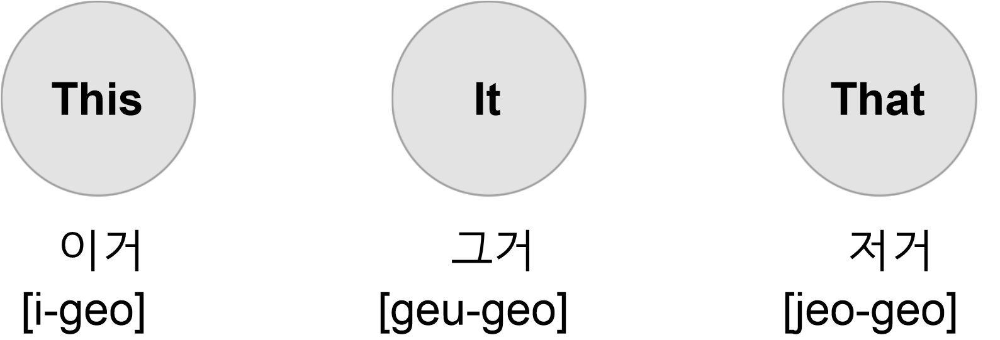 This It That
이거 그거 저거
[i-geo] [geu-geo] [jeo-geo]